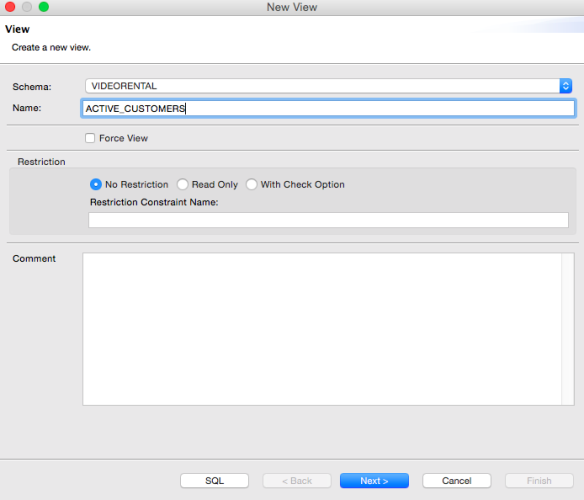 New View
View
Create a new view.
Schema: VIDEORENTAL
Name: ACTIVE_CUSTOMERS
Force View
Restriction
No Restriction Read Only With Check Option
Restriction Constraint Name:
Comment
SQL < Back Next > Cancel Finish